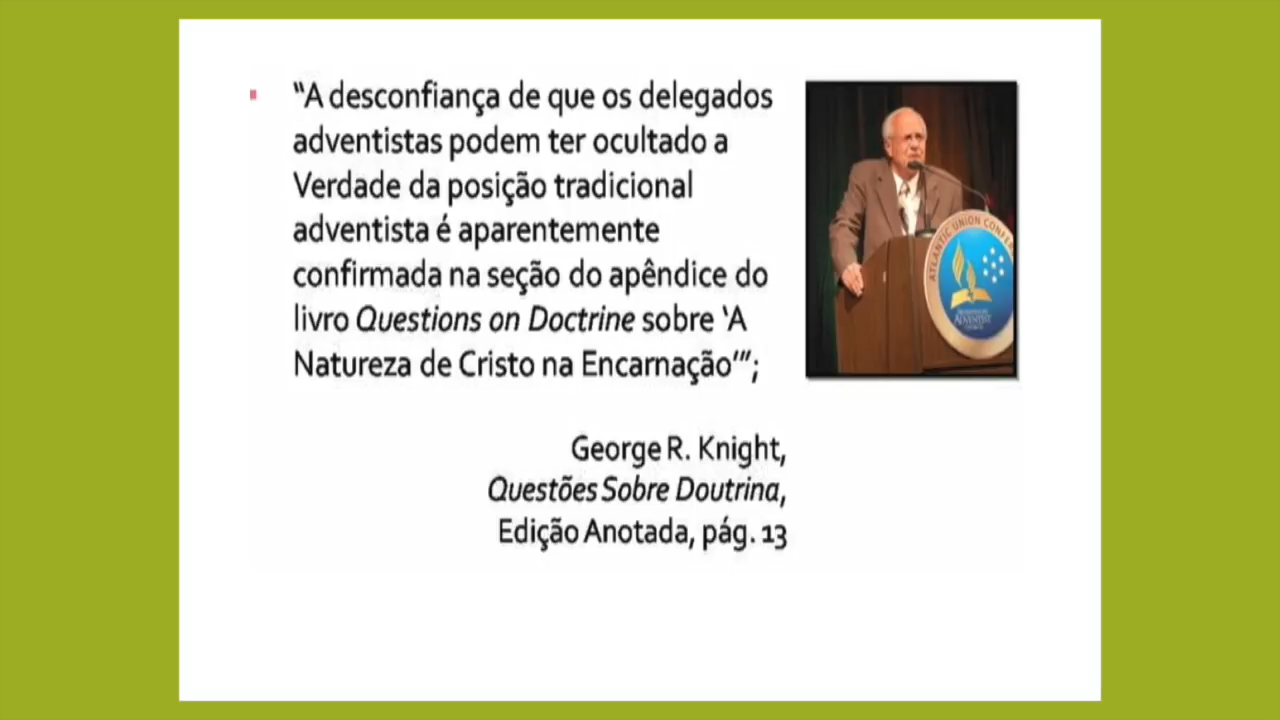 “A desconfiança de que os delegados
adventistas podem ter ocultado a
Verdade da posição tradicional
adventista é aparentemente
confirmada na seção do apêndice do
livro Questions on Doctrine sobre ‘A
Natureza de Cristo na Encarnação’”;
George R. Knight,
Questões Sobre Doutrina,
Edição Anotada, pág. 13
ATLANTIC UNION
ADVENTIST